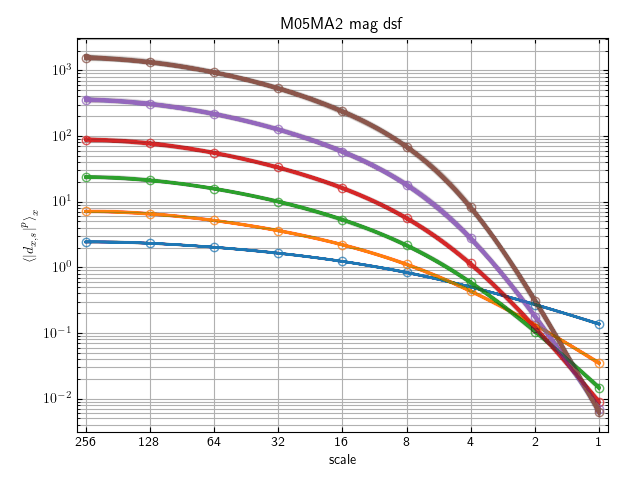 M05MA2 mag dsf
⟨|d_{x,s}|^p⟩_x
10^3
10^2
10^1
10^0
10^{-1}
10^{-2}
256 128 64 32 16 8 4 2 1
scale